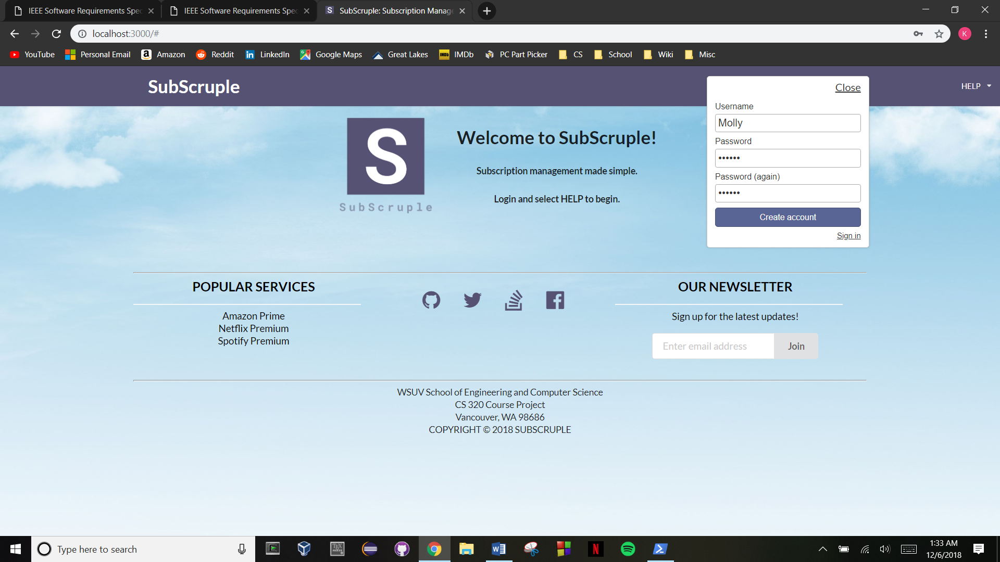 IEEE Software Requirements Spec
IEEE Software Requirements Spec
S SubScruple: Subscription Manage
localhost:3000/#
K
YouTube
Personal Email
a Amazon
Reddit
in LinkedIn
Google Maps
Great Lakes
IMDb IMDb
PC Part Picker
CS
School
Wiki
Misc
SubScruple
HELP
Close
Username
Molly
Password
••••••
Password (again)
••••••
Create account
Sign in
S
SubScruple
Welcome to SubScruple!
Subscription management made simple.
Login and select HELP to begin.
POPULAR SERVICES
Amazon Prime
Netflix Premium
Spotify Premium
OUR NEWSLETTER
Sign up for the latest updates!
Enter email address
Join
WSUV School of Engineering and Computer Science
CS 320 Course Project
Vancouver, WA 98686
COPYRIGHT © 2018 SUBSCRUPLE
Type here to search
1:33 AM
12/6/2018